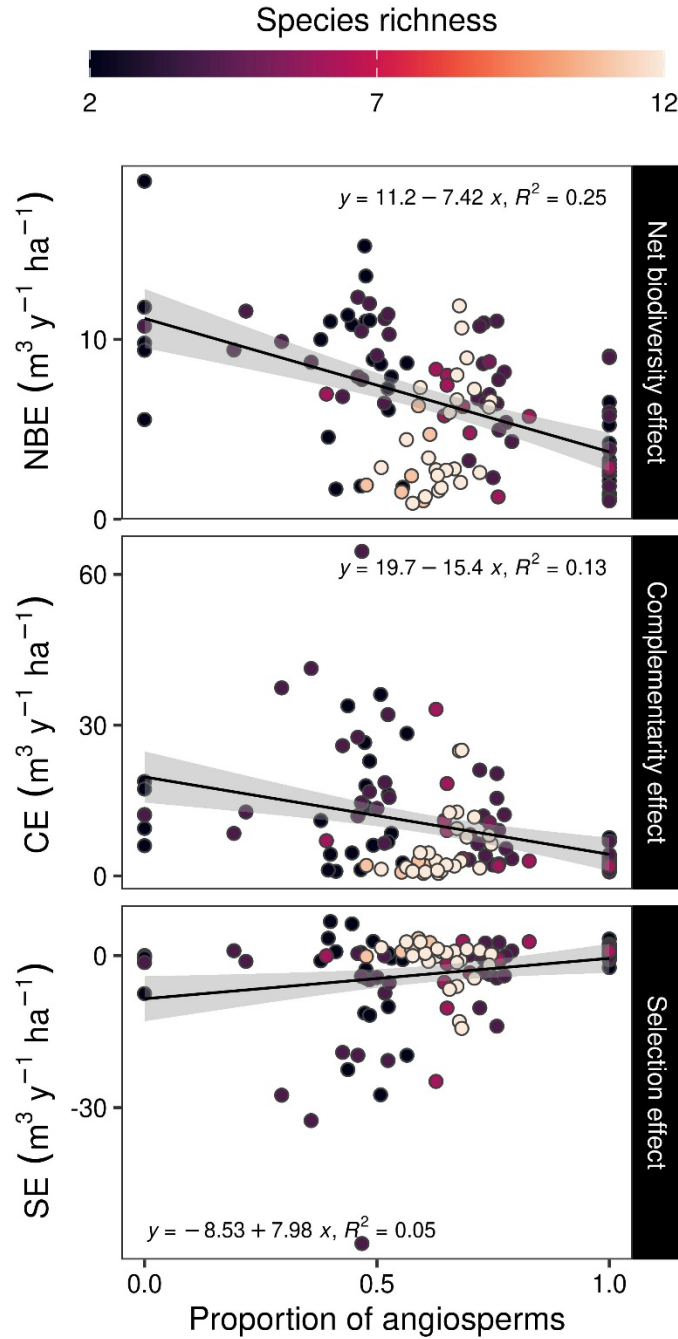 Species richness
2 7 12
NBE (m³ y⁻¹ ha⁻¹)
10
0
y = 11.2 − 7.42 x, R² = 0.25
Net biodiversity effect
CE (m³ y⁻¹ ha⁻¹)
60
30
0
y = 19.7 − 15.4 x, R² = 0.13
Complementarity effect
SE (m³ y⁻¹ ha⁻¹)
0
-30
y = −8.53 + 7.98 x, R² = 0.05
Selection effect
0.0 0.5 1.0
Proportion of angiosperms